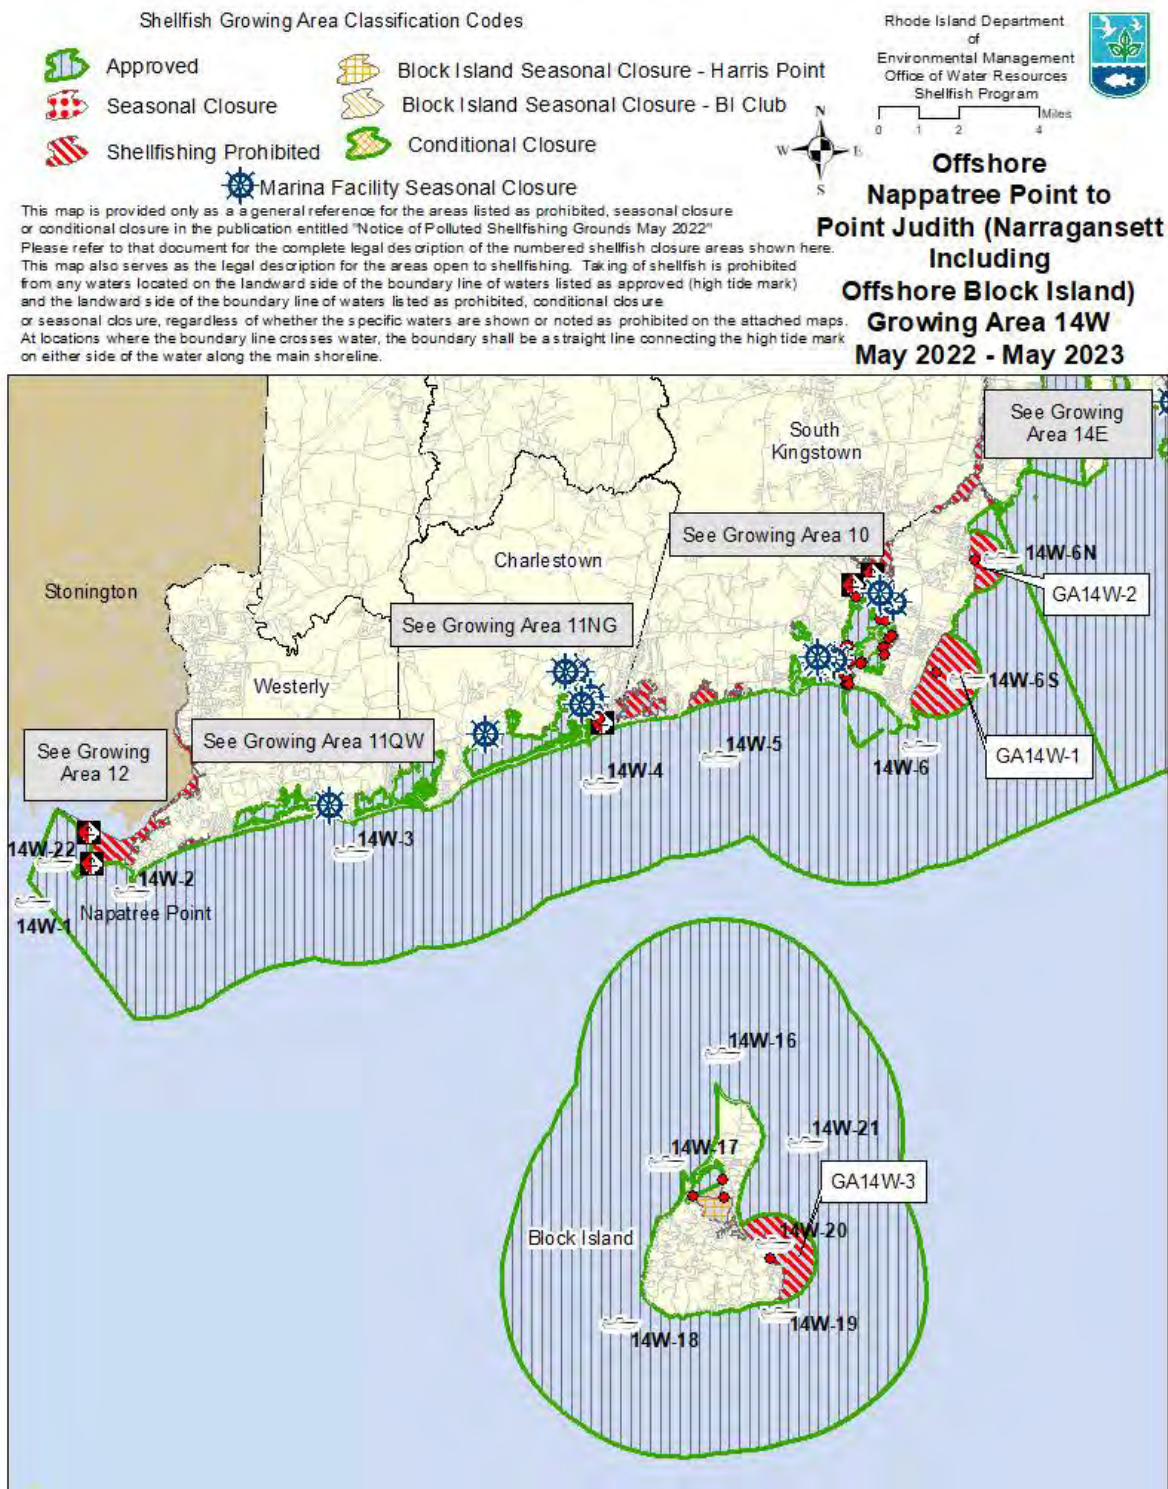 Shellfish Growing Area Classification Codes
Approved
Seasonal Closure
Shellfishing Prohibited
Block Island Seasonal Closure - Harris Point
Block Island Seasonal Closure - BI Club
Conditional Closure
Marina Facility Seasonal Closure
Rhode Island Department
of
Environmental Management
Office of Water Resources
Shellfish Program
Miles
0 1 2 4
N
W E
S
Offshore
Nappatree Point to
Point Judith (Narragansett
Including
Offshore Block Island)
Growing Area 14W
May 2022 - May 2023
This map is provided only as a a general reference for the areas listed as prohibited, seasonal closure
or conditional closure in the publication entitled "Notice of Polluted Shellfishing Grounds May 2022"
Please refer to that document for the complete legal description of the numbered shellfish closure areas shown here.
This map also serves as the legal description for the areas open to shellfishing. Taking of shellfish is prohibited
from any waters located on the landward side of the boundary line of waters listed as approved (high tide mark)
and the landward side of the boundary line of waters listed as prohibited, conditional closure
or seasonal closure, regardless of whether the specific waters are shown or noted as prohibited on the attached maps.
At locations where the boundary line crosses water, the boundary shall be a straight line connecting the high tide mark
on either side of the water along the main shoreline.
See Growing
Area 14E
South
Kingstown
See Growing Area 10
Charlestown
14W-6N
GA14W-2
Stonington
See Growing Area 11NG
Westerly
14W-6S
See Growing Area 11QW
See Growing
Area 12
14W-5
14W-4
14W-6
GA14W-1
14W-3
14W-22
14W-2
Napatree Point
14W-1
14W-16
14W-21
14W-17
GA14W-3
14W-20
Block Island
14W-19
14W-18